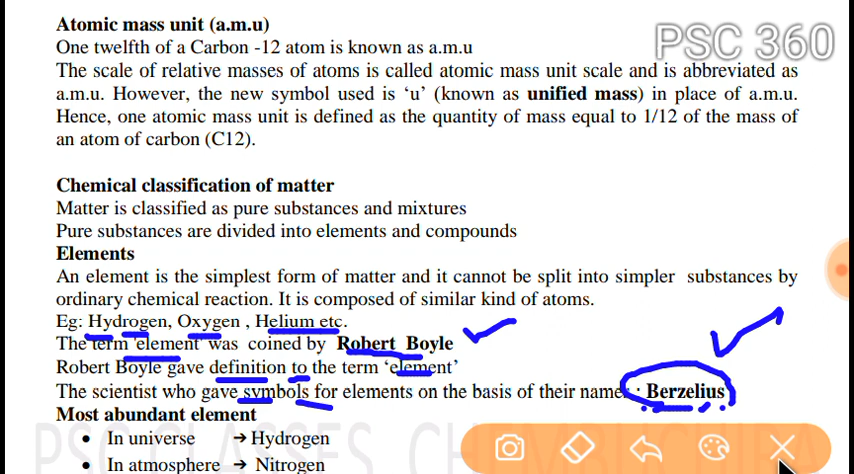 Atomic mass unit (a.m.u)
PSC 360
One twelfth of a Carbon -12 atom is known as a.m.u
The scale of relative masses of atoms is called atomic mass unit scale and is abbreviated as
a.m.u. However, the new symbol used is ‘u’ (known as unified mass) in place of a.m.u.
Hence, one atomic mass unit is defined as the quantity of mass equal to 1/12 of the mass of
an atom of carbon (C12).
Chemical classification of matter
Matter is classified as pure substances and mixtures
Pure substances are divided into elements and compounds
Elements
An element is the simplest form of matter and it cannot be split into simpler substances by
ordinary chemical reaction. It is composed of similar kind of atoms.
Eg: Hydrogen, Oxygen , Helium etc.
The term element was coined by Robert Boyle
Robert Boyle gave definition to the term ‘element’
The scientist who gave symbols for elements on the basis of their name : Berzelius
Most abundant element
• In universe → Hydrogen
• In atmosphere → Nitrogen
PSC CLASSES